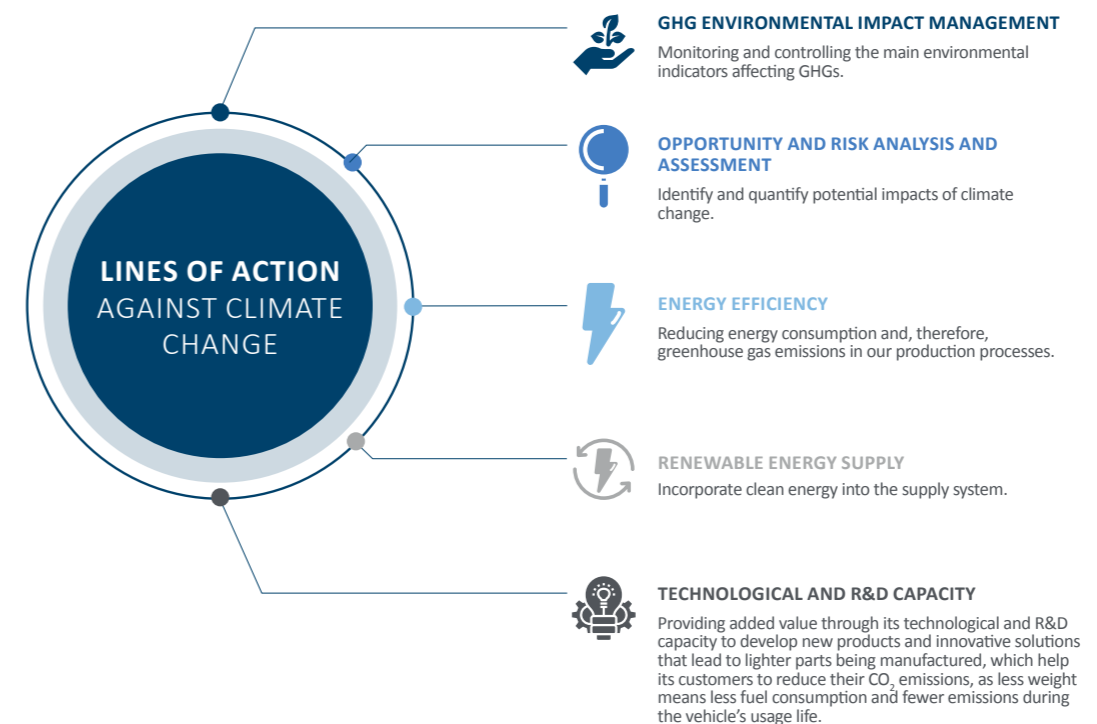 GHG ENVIRONMENTAL IMPACT MANAGEMENT
Monitoring and controlling the main environmental
indicators affecting GHGs.
OPPORTUNITY AND RISK ANALYSIS AND
ASSESSMENT
Identify and quantify potential impacts of climate
change.
LINES OF ACTION
AGAINST CLIMATE
CHANGE
ENERGY EFFICIENCY
Reducing energy consumption and, therefore,
greenhouse gas emissions in our production processes.
RENEWABLE ENERGY SUPPLY
Incorporate clean energy into the supply system.
TECHNOLOGICAL AND R&D CAPACITY
Providing added value through its technological and R&D
capacity to develop new products and innovative solutions
that lead to lighter parts being manufactured, which help
its customers to reduce their CO₂ emissions, as less weight
means less fuel consumption and fewer emissions during
the vehicle's usage life.